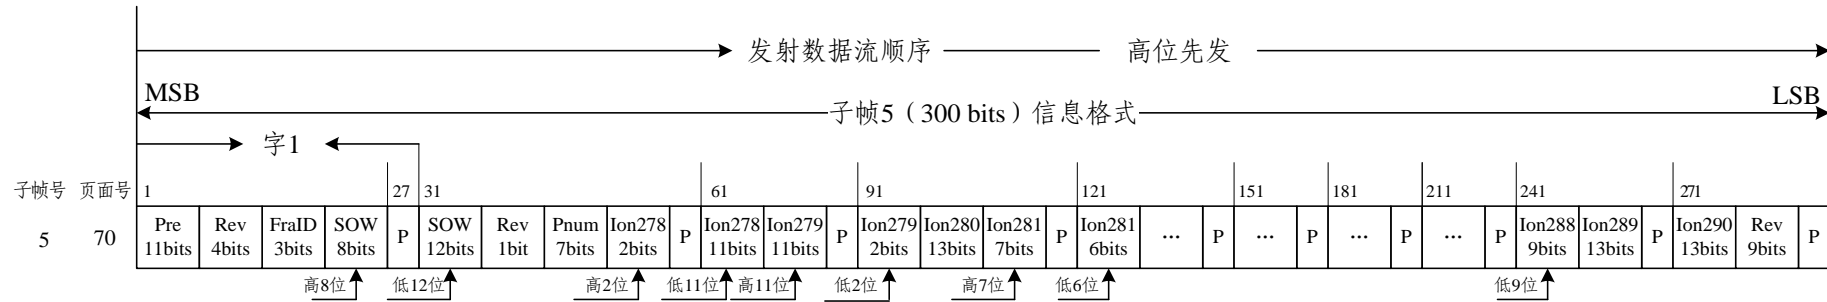 发射数据流顺序 高位先发
MSB LSB
子帧5（300 bits）信息格式
字1
子帧号 页面号 1 27 31 61 91 121 151 181 211 241 271
Pre Rev FraID SOW P SOW Rev Pnum Ion278 P Ion278 Ion279 P Ion279 Ion280 Ion281 P Ion281 ... P ... P ... P ... P Ion288 Ion289 P Ion290 Rev P
5 70 11bits 4bits 3bits 8bits 12bits 1bit 7bits 2bits 11bits 11bits 2bits 13bits 7bits 6bits 9bits 13bits 13bits 9bits
高8位 低12位 高2位 低11位 高11位 低2位 高7位 低6位 低9位